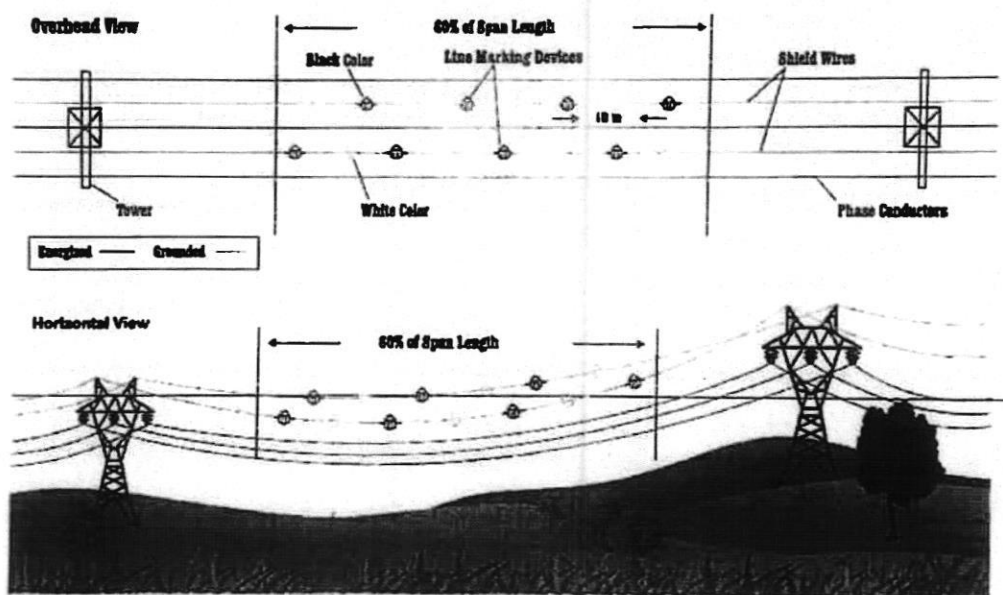 Overhead View
60% of Span Length
Black Color
Line Marking Devices
Shield Wires
10 m
Tower
White Color
Phase Conductors
Energized
Grounded
Horizontal View
60% of Span Length